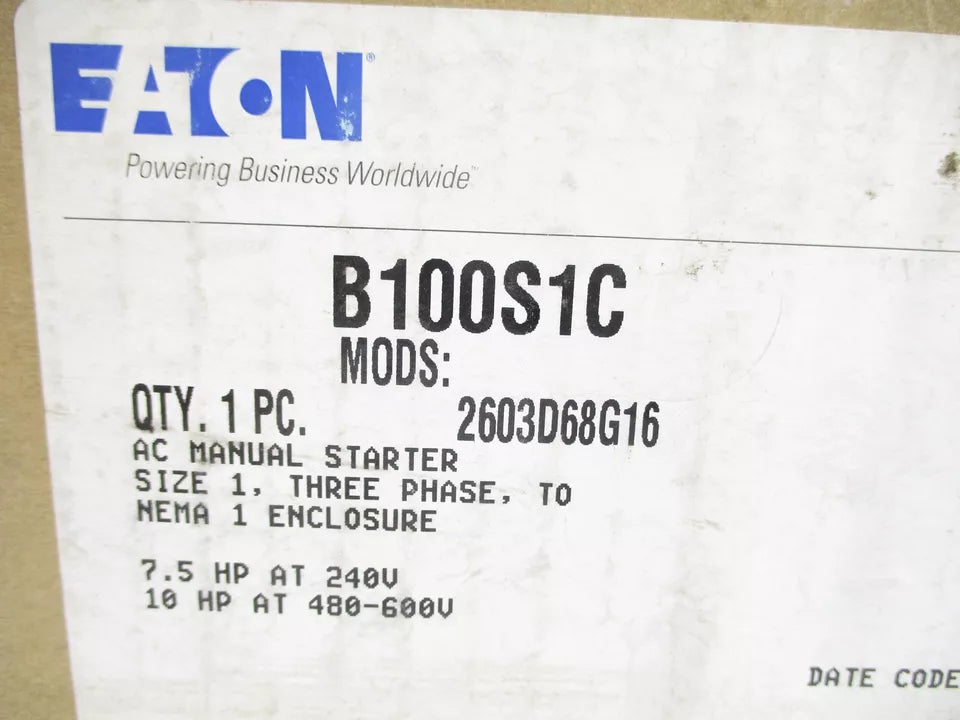 EATON®
Powering Business Worldwide™
B100S1C
MODS:
QTY. 1 PC. 2603D68G16
AC MANUAL STARTER
SIZE 1, THREE PHASE, TO
NEMA 1 ENCLOSURE
7.5 HP AT 240V
10 HP AT 480-600V
DATE CODE